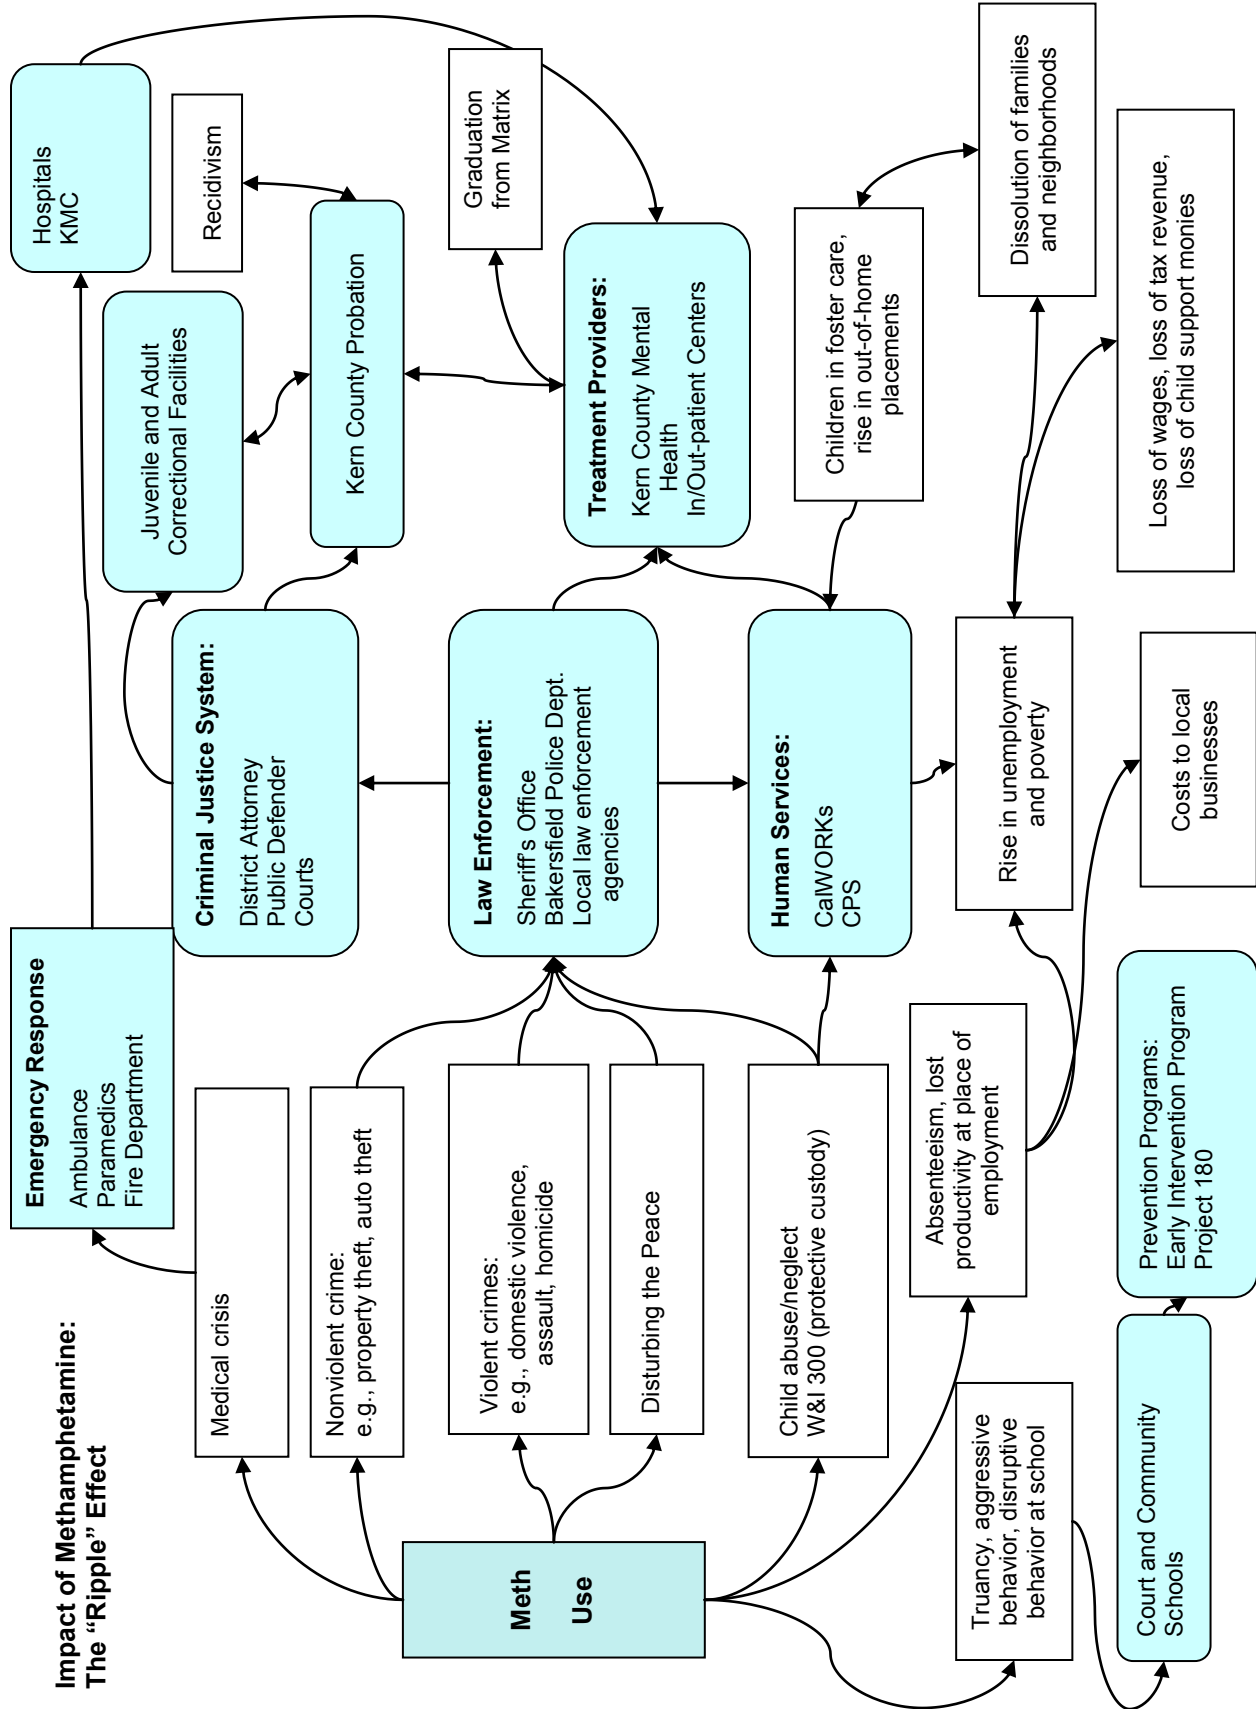 Impact of Methamphetamine:
The “Ripple” Effect
Meth
Use
Medical crisis
Nonviolent crime:
e.g., property theft, auto theft
Violent crimes:
e.g., domestic violence,
assault, homicide
Disturbing the Peace
Child abuse/neglect
W&I 300 (protective custody)
Absenteeism, lost
productivity at place of
employment
Truancy, aggressive
behavior, disruptive
behavior at school
Court and Community
Schools
Prevention Programs:
Early Intervention Program
Project 180
Emergency Response
Ambulance
Paramedics
Fire Department
Criminal Justice System:
District Attorney
Public Defender
Courts
Law Enforcement:
Sheriff's Office
Bakersfield Police Dept.
Local law enforcement
agencies
Human Services:
CalWORKs
CPS
Rise in unemployment
and poverty
Costs to local
businesses
Hospitals
KMC
Juvenile and Adult
Correctional Facilities
Recidivism
Kern County Probation
Graduation
from Matrix
Treatment Providers:
Kern County Mental
Health
In/Out-patient Centers
Children in foster care,
rise in out-of-home
placements
Dissolution of families
and neighborhoods
Loss of wages, loss of tax revenue,
loss of child support monies